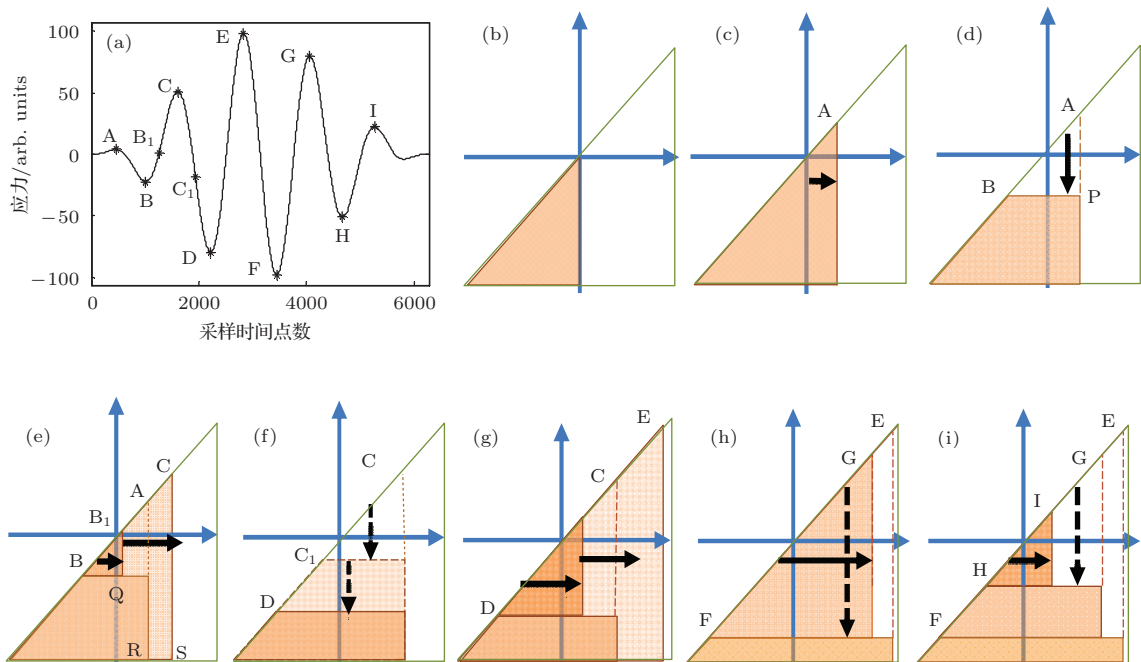 100
50
0
−50
−100
应力/arb. units
(a)
A
B
B1
C
C1
D
E
F
G
H
I
0
2000
4000
6000
采样时间点数
(b)
(c)
A
(d)
A
B
P
(e)
C
A
B1
B
Q
R
S
(f)
C
C1
D
(g)
E
C
D
(h)
E
G
F
(i)
E
G
I
H
F